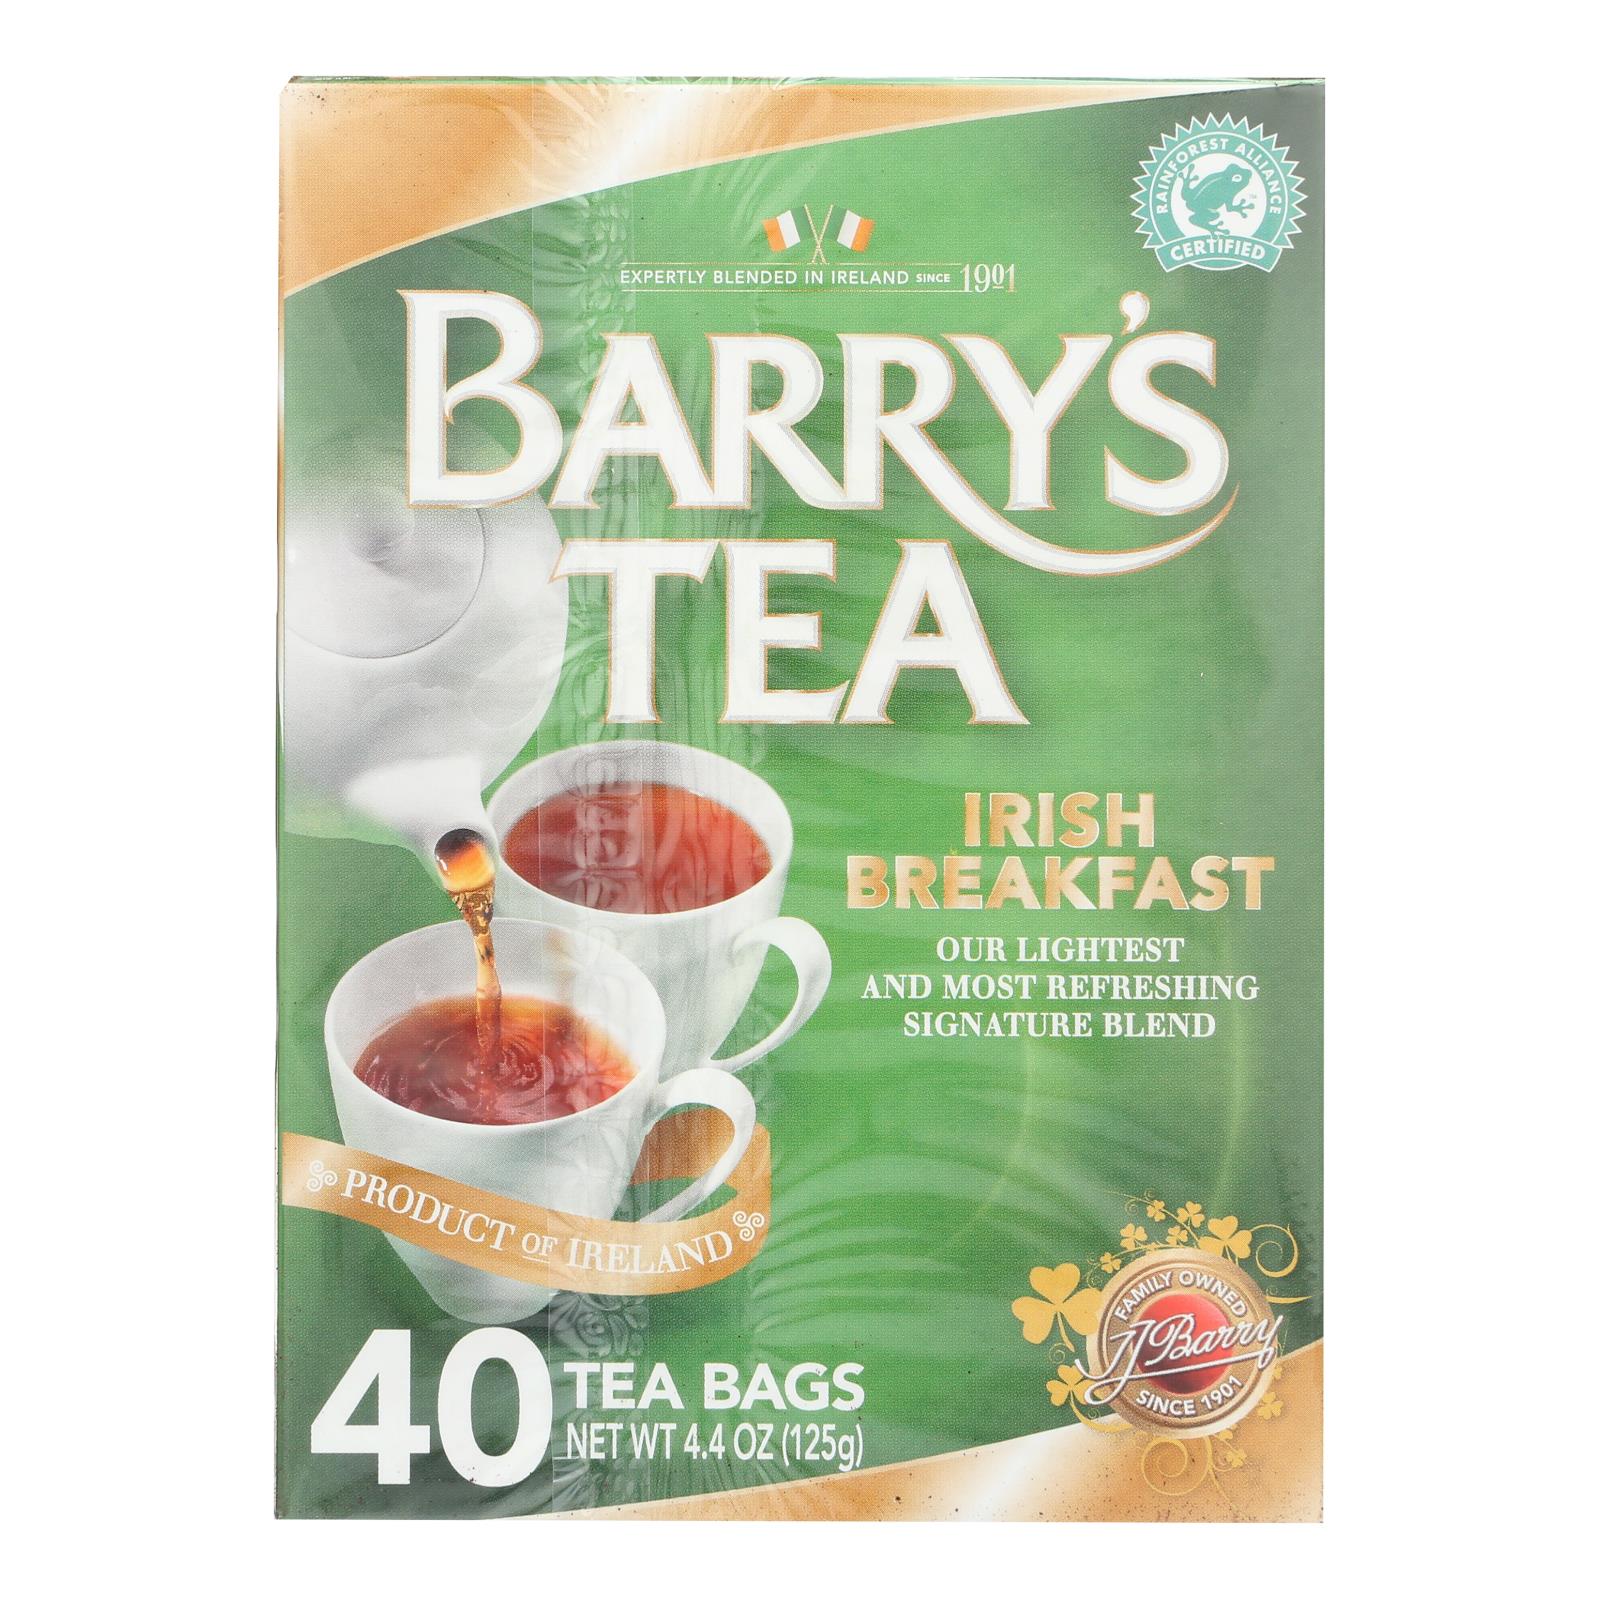 RAINFOREST ALLIANCE
CERTIFIED
EXPERTLY BLENDED IN IRELAND SINCE 1901
BARRY'S
TEA
IRISH
BREAKFAST
OUR LIGHTEST
AND MOST REFRESHING
SIGNATURE BLEND
PRODUCT OF IRELAND
FAMILY OWNED
JJ Barry
SINCE 1901
40 TEA BAGS
NET WT 4.4 OZ (125g)